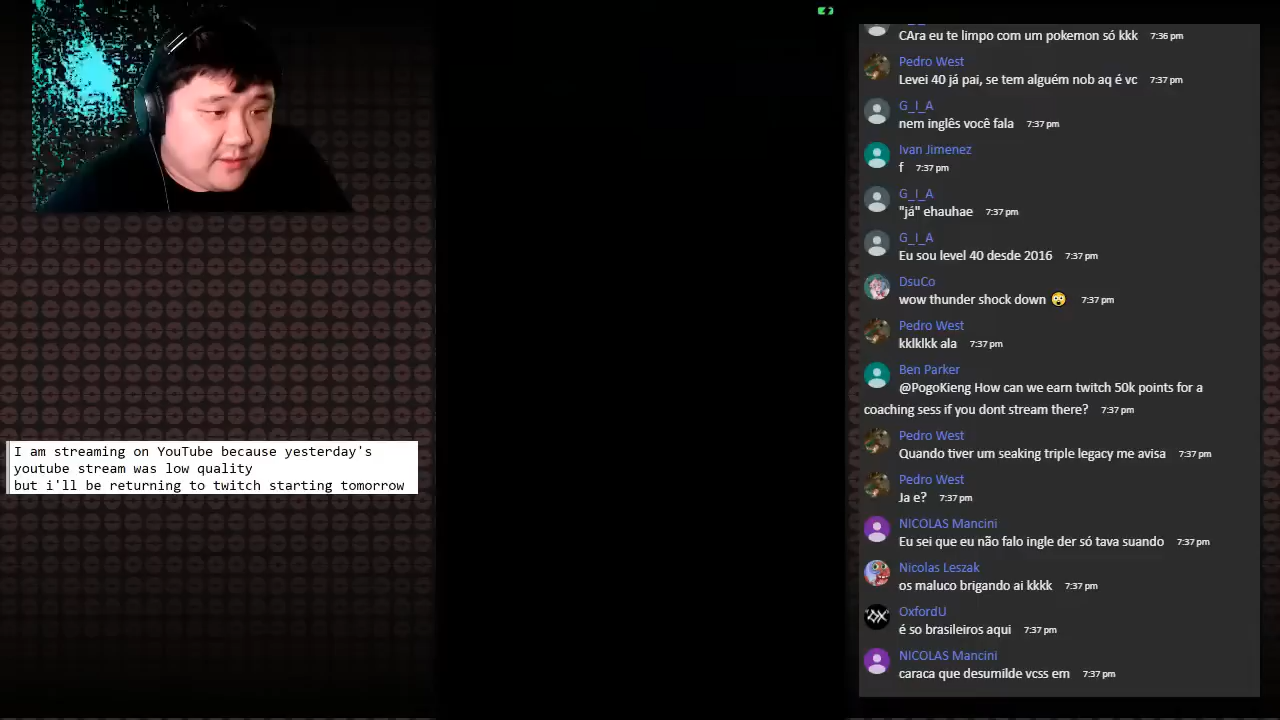 CAra eu te limpo com um pokemon só kkk 7:36 pm
Pedro West
Levei 40 já pai, se tem alguém nob aq é vc 7:37 pm
G_I_A
nem inglês você fala 7:37 pm
Ivan Jimenez
f 7:37 pm
G_I_A
"já" ehauhae 7:37 pm
G_I_A
Eu sou level 40 desde 2016 7:37 pm
DsuCo
wow thunder shock down 😳 7:37 pm
Pedro West
kklklkk ala 7:37 pm
Ben Parker
@PogoKieng How can we earn twitch 50k points for a
coaching sess if you dont stream there? 7:37 pm
Pedro West
Quando tiver um seaking triple legacy me avisa 7:37 pm
Pedro West
Ja e? 7:37 pm
NICOLAS Mancini
Eu sei que eu não falo ingle der só tava suando 7:37 pm
Nicolas Leszak
os maluco brigando ai kkkk 7:37 pm
OxfordU
é so brasileiros aqui 7:37 pm
NICOLAS Mancini
caraca que desumilde vcss em 7:37 pm
I am streaming on YouTube because yesterday's
youtube stream was low quality
but i'll be returning to twitch starting tomorrow